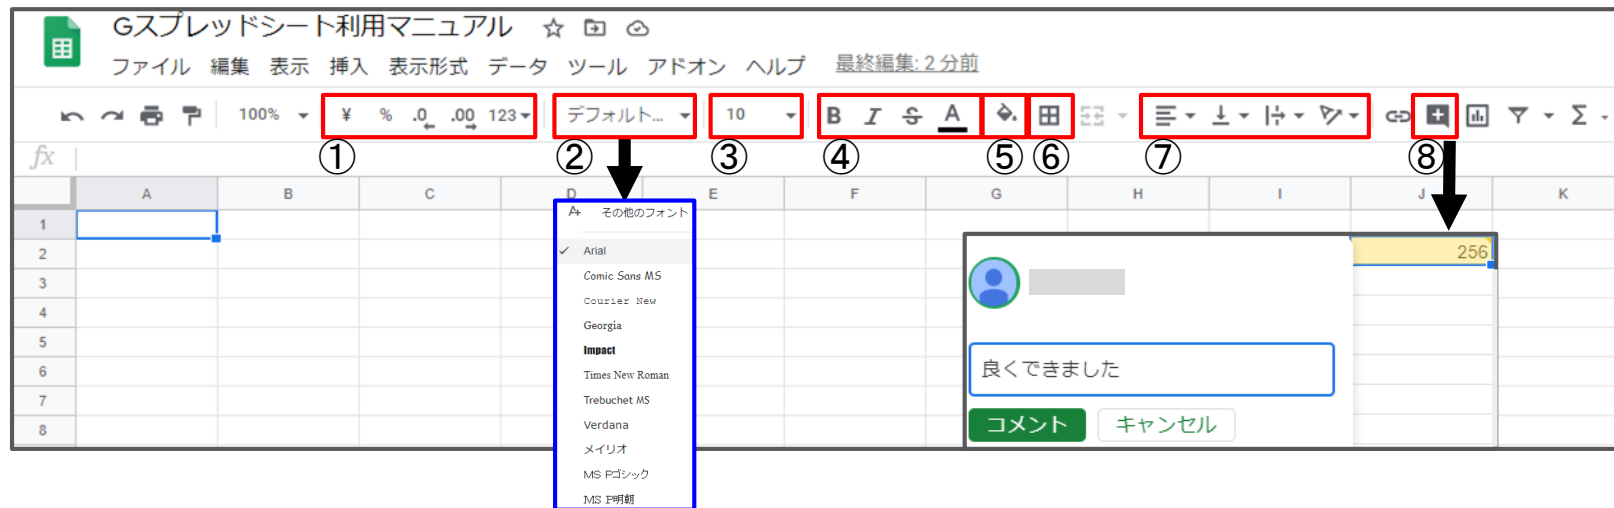 Gスプレッドシート利用マニュアル
ファイル 編集 表示 挿入 表示形式 データ ツール アドオン ヘルプ 最終編集: 2 分前
100% ¥ % .0 .00 123 デフォルト... 10 B I S A Σ
① ② ③ ④ ⑤ ⑥ ⑦ ⑧
fx
A B C D E F G H I J K
1
2 256
3
4
5
6
7
8
その他のフォント
Arial
Comic Sans MS
Courier New
Georgia
Impact
Times New Roman
Trebuchet MS
Verdana
メイリオ
MS Pゴシック
MS P明朝
良くできました
コメント キャンセル